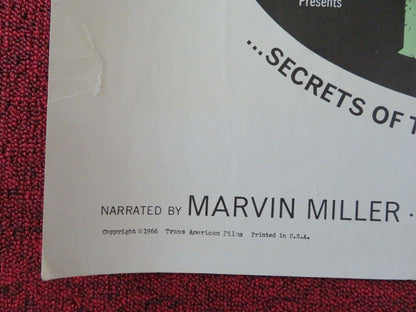 Presents
...SECRETS OF T
NARRATED BY MARVIN MILLER ·
Copyright ©1966 Trans American Films Printed in U.S.A.